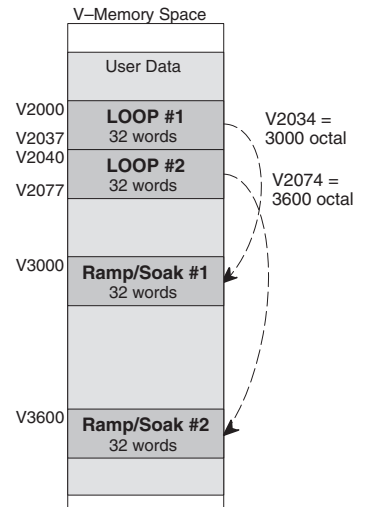 V–Memory Space
User Data
V2000
LOOP #1
V2034 =
V2037
32 words
3000 octal
V2040
LOOP #2
V2074 =
V2077
32 words
3600 octal
V3000
Ramp/Soak #1
32 words
V3600
Ramp/Soak #2
32 words